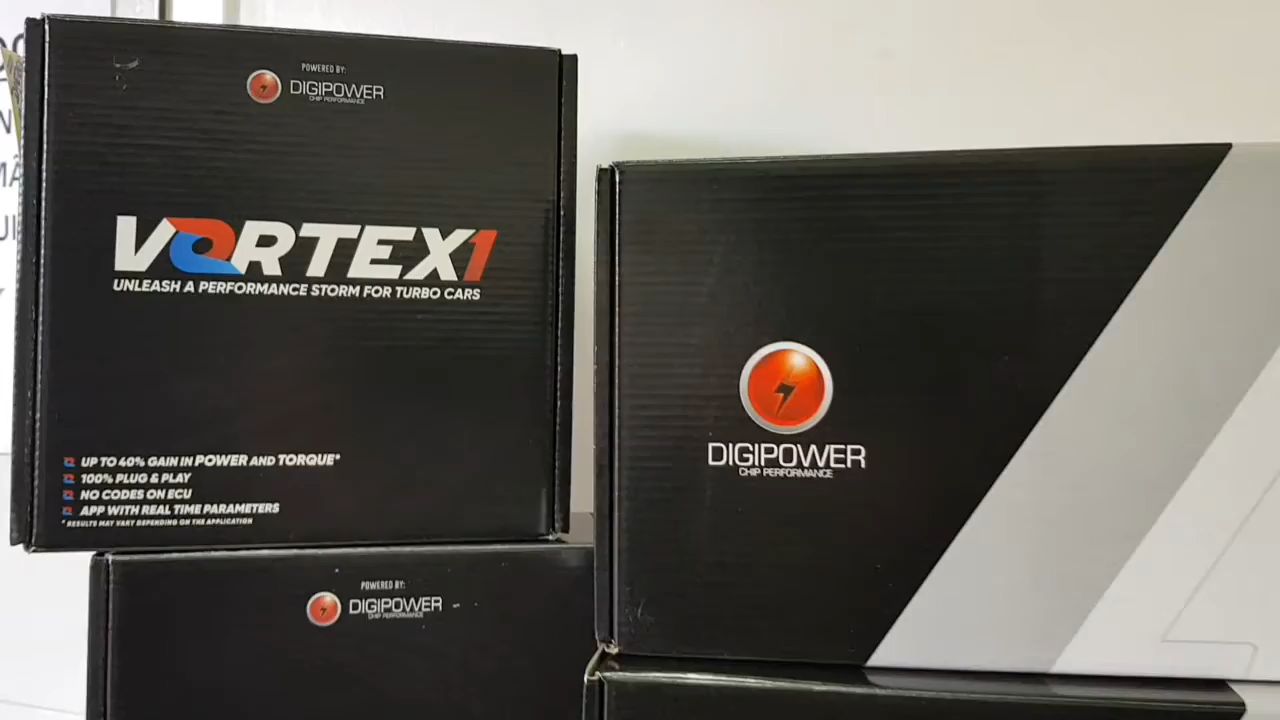 POWERED BY:
DIGIPOWER
CHIP PERFORMANCE
VORTEX1
UNLEASH A PERFORMANCE STORM FOR TURBO CARS
UP TO 40% GAIN IN POWER AND TORQUE*
100% PLUG & PLAY
NO CODES ON ECU
APP WITH REAL TIME PARAMETERS
* RESULTS MAY VARY DEPENDING ON THE APPLICATION
POWERED BY:
DIGIPOWER
CHIP PERFORMANCE
DIGIPOWER
CHIP PERFORMANCE